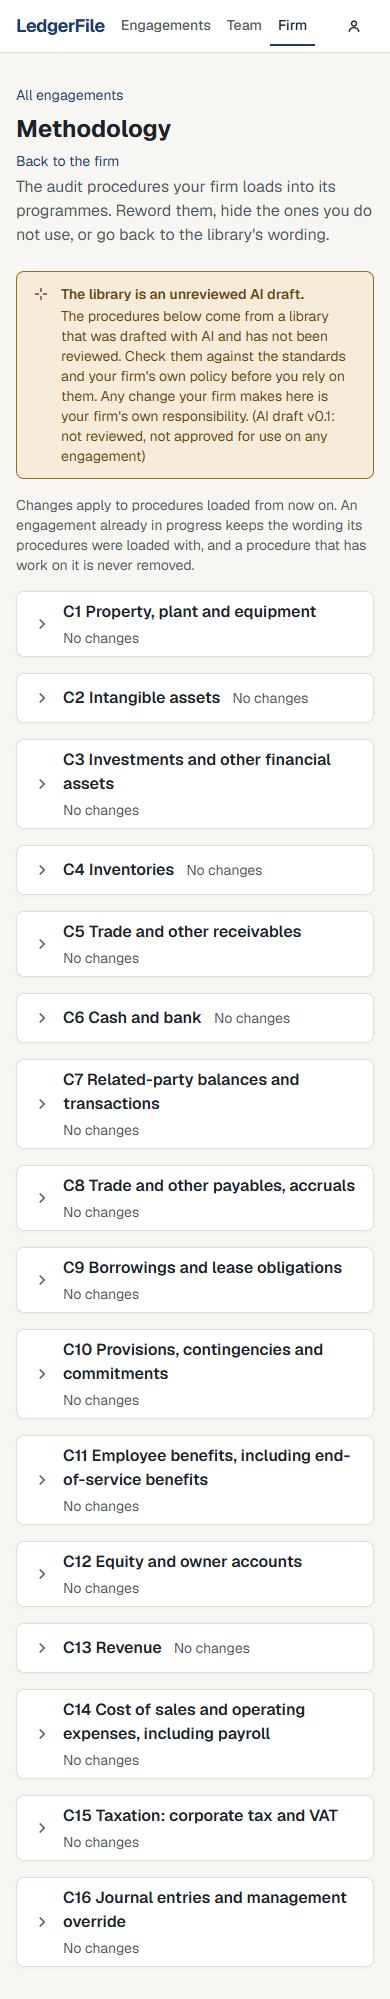 LedgerFile Engagements Team Firm
All engagements
Methodology
Back to the firm
The audit procedures your firm loads into its
programmes. Reword them, hide the ones you do
not use, or go back to the library's wording.
The library is an unreviewed AI draft.
The procedures below come from a library
that was drafted with AI and has not been
reviewed. Check them against the standards
and your firm's own policy before you rely on
them. Any change your firm makes here is
your firm's own responsibility. (AI draft v0.1:
not reviewed, not approved for use on any
engagement)
Changes apply to procedures loaded from now on. An
engagement already in progress keeps the wording its
procedures were loaded with, and a procedure that has
work on it is never removed.
C1 Property, plant and equipment
No changes
C2 Intangible assets No changes
C3 Investments and other financial
assets
No changes
C4 Inventories No changes
C5 Trade and other receivables
No changes
C6 Cash and bank No changes
C7 Related-party balances and
transactions
No changes
C8 Trade and other payables, accruals
No changes
C9 Borrowings and lease obligations
No changes
C10 Provisions, contingencies and
commitments
No changes
C11 Employee benefits, including end-
of-service benefits
No changes
C12 Equity and owner accounts
No changes
C13 Revenue No changes
C14 Cost of sales and operating
expenses, including payroll
No changes
C15 Taxation: corporate tax and VAT
No changes
C16 Journal entries and management
override
No changes